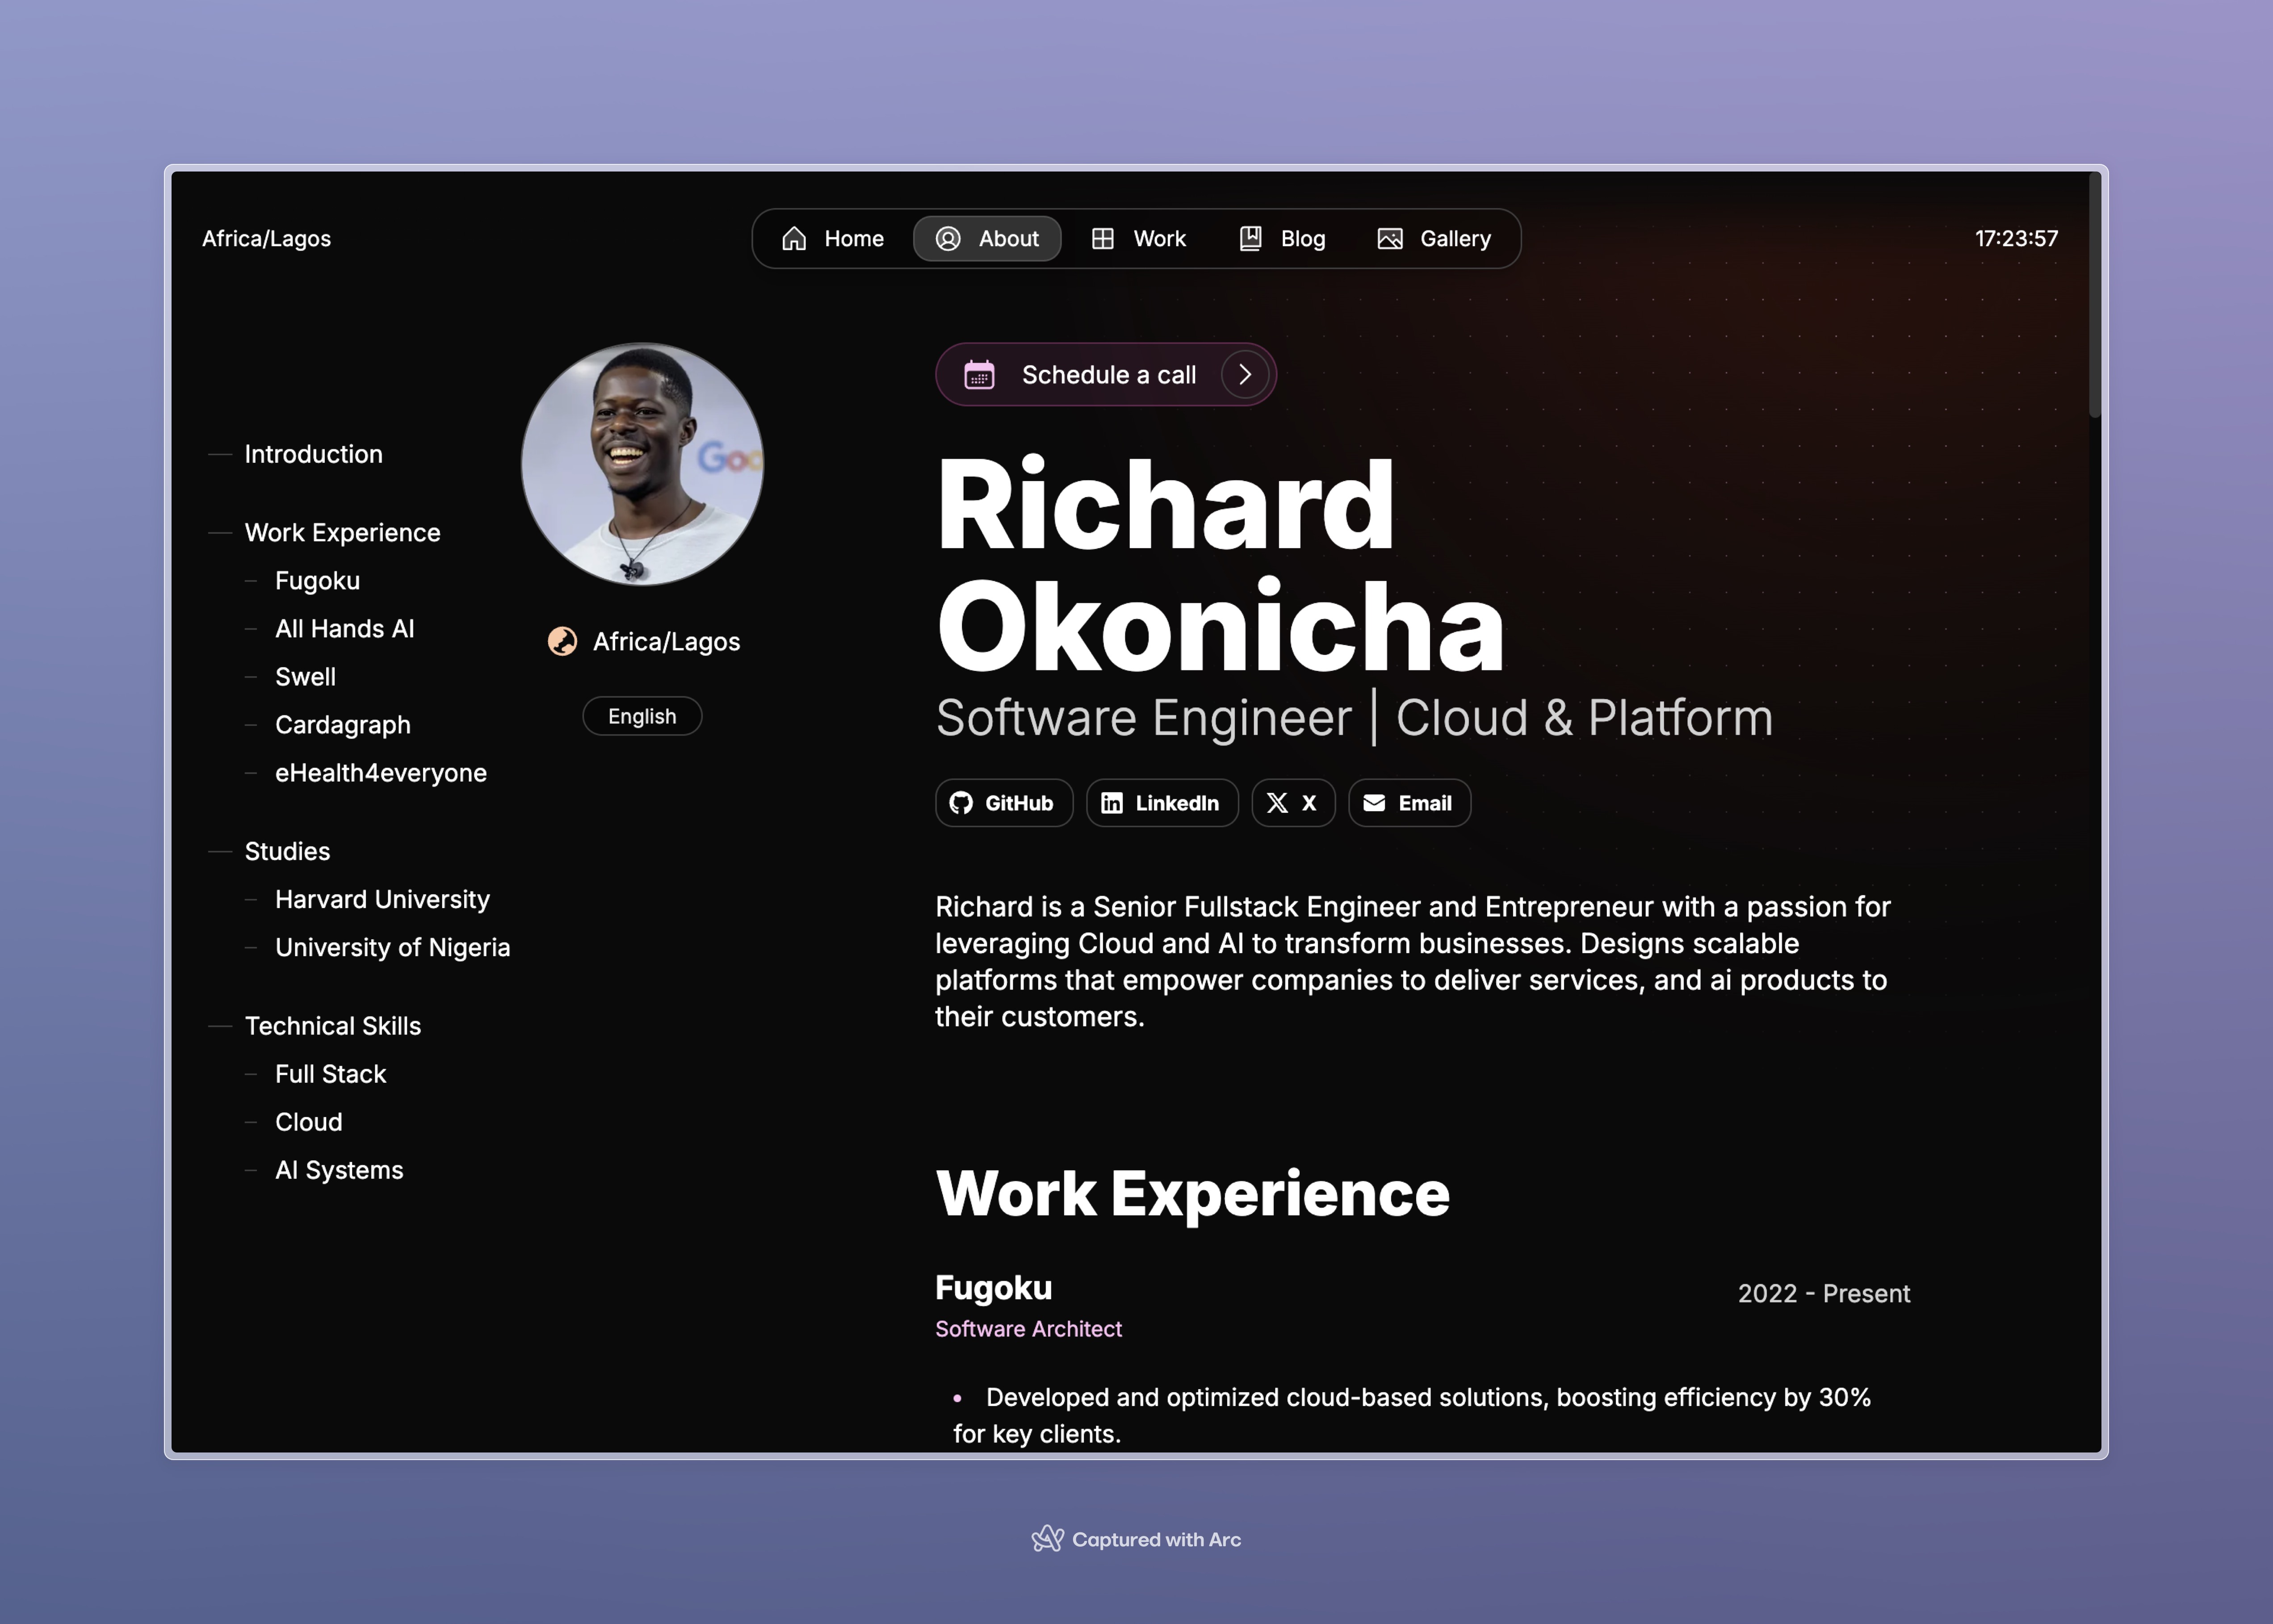 Africa/Lagos
Home
About
Work
Blog
Gallery
17:23:57
Introduction
Work Experience
Fugoku
All Hands AI
Swell
Cardagraph
eHealth4everyone
Studies
Harvard University
University of Nigeria
Technical Skills
Full Stack
Cloud
AI Systems
Goo
Africa/Lagos
English
Schedule a call
Richard
Okonicha
Software Engineer | Cloud & Platform
GitHub
LinkedIn
X
Email
Richard is a Senior Fullstack Engineer and Entrepreneur with a passion for
leveraging Cloud and AI to transform businesses. Designs scalable
platforms that empower companies to deliver services, and ai products to
their customers.
Work Experience
Fugoku
2022 - Present
Software Architect
• Developed and optimized cloud-based solutions, boosting efficiency by 30%
for key clients.
Captured with Arc